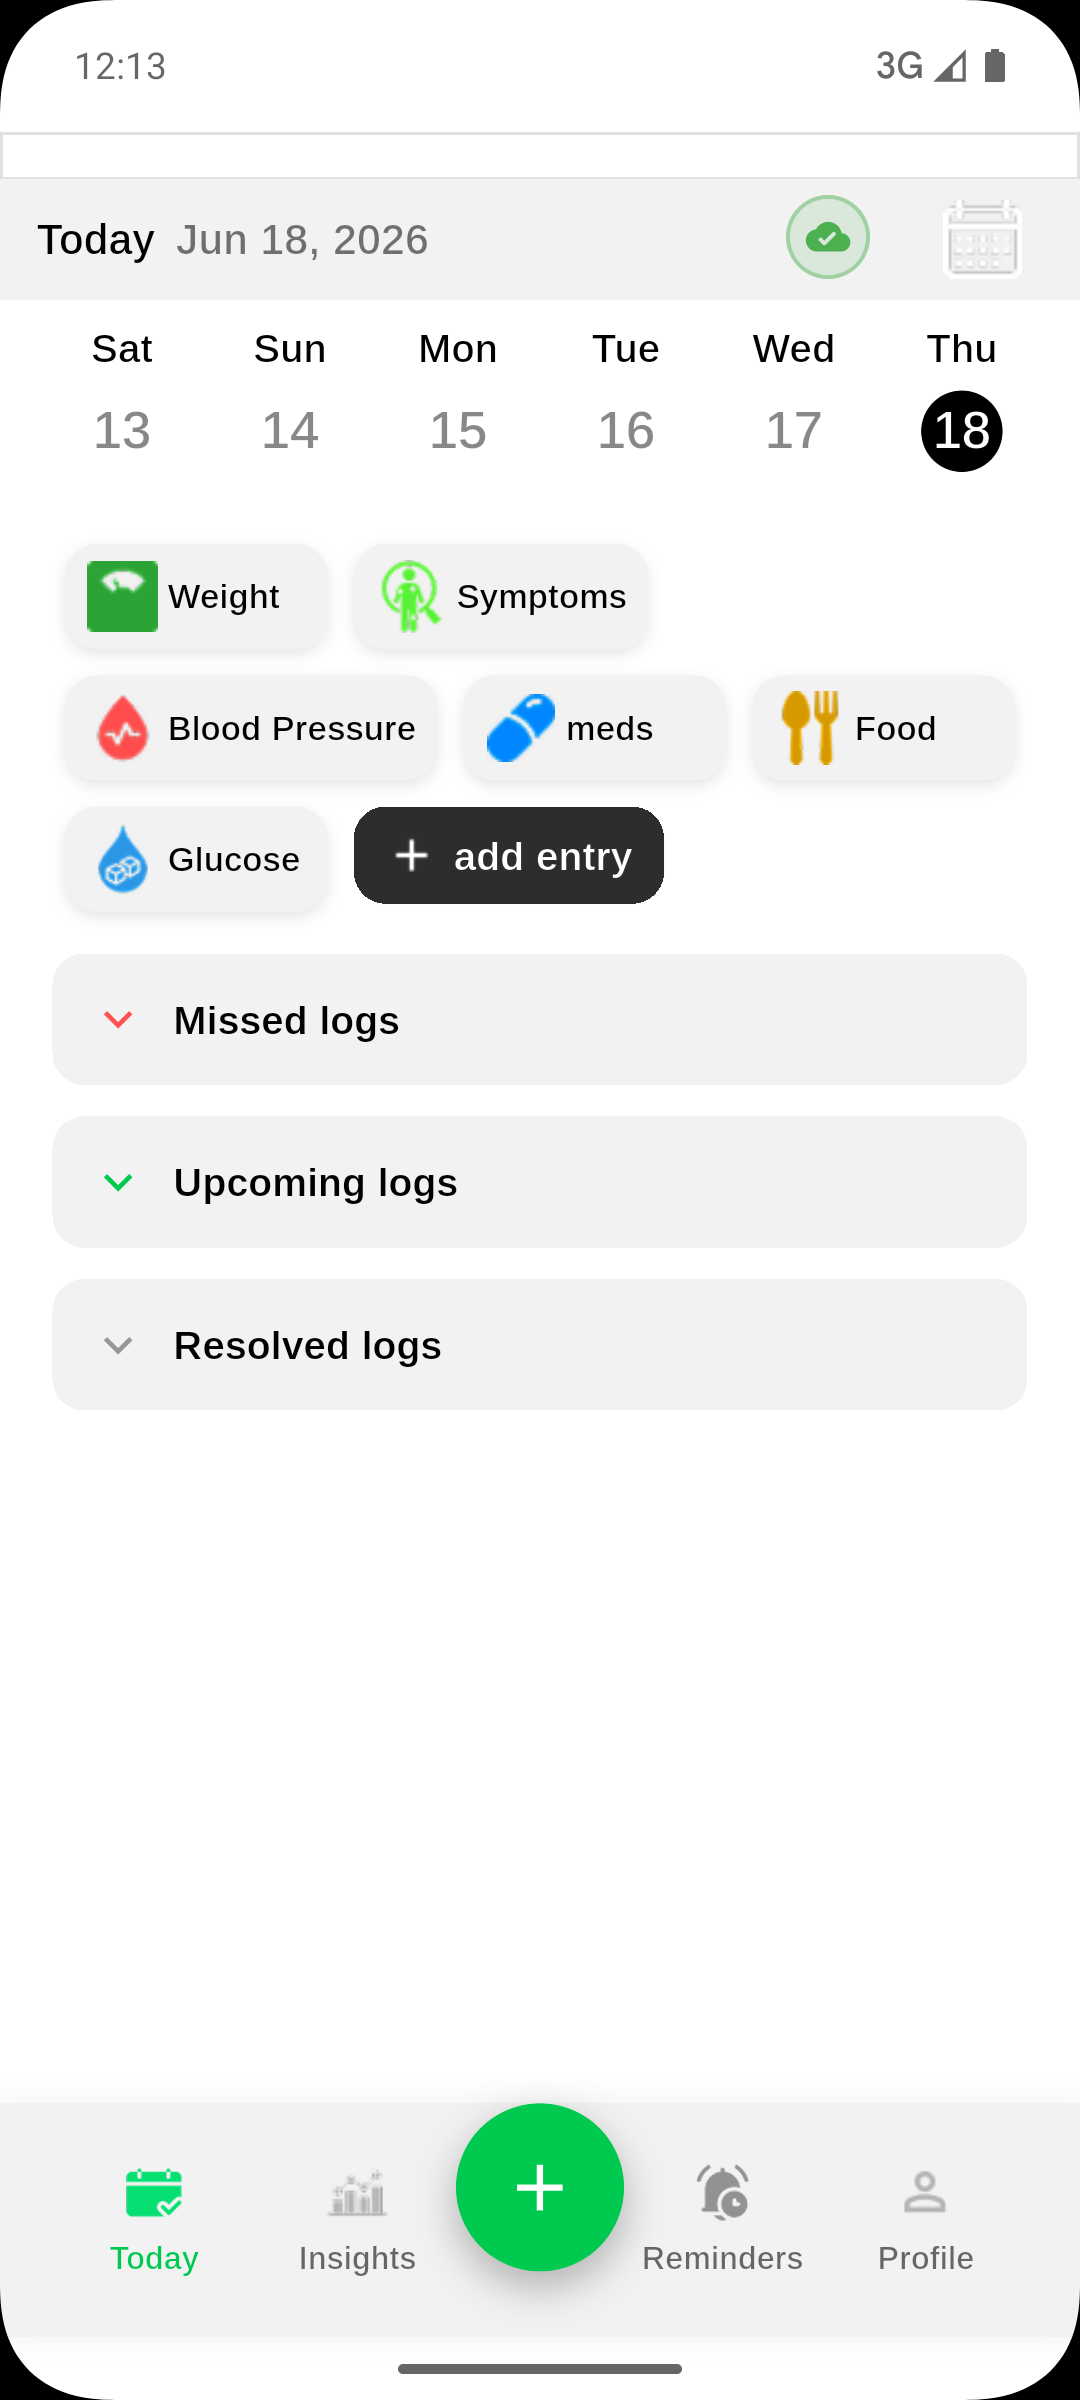 12:13 3G
Today Jun 18, 2026
Sat Sun Mon Tue Wed Thu
13 14 15 16 17 18
Weight Symptoms
Blood Pressure meds Food
Glucose add entry
Missed logs
Upcoming logs
Resolved logs
Today Insights Reminders Profile